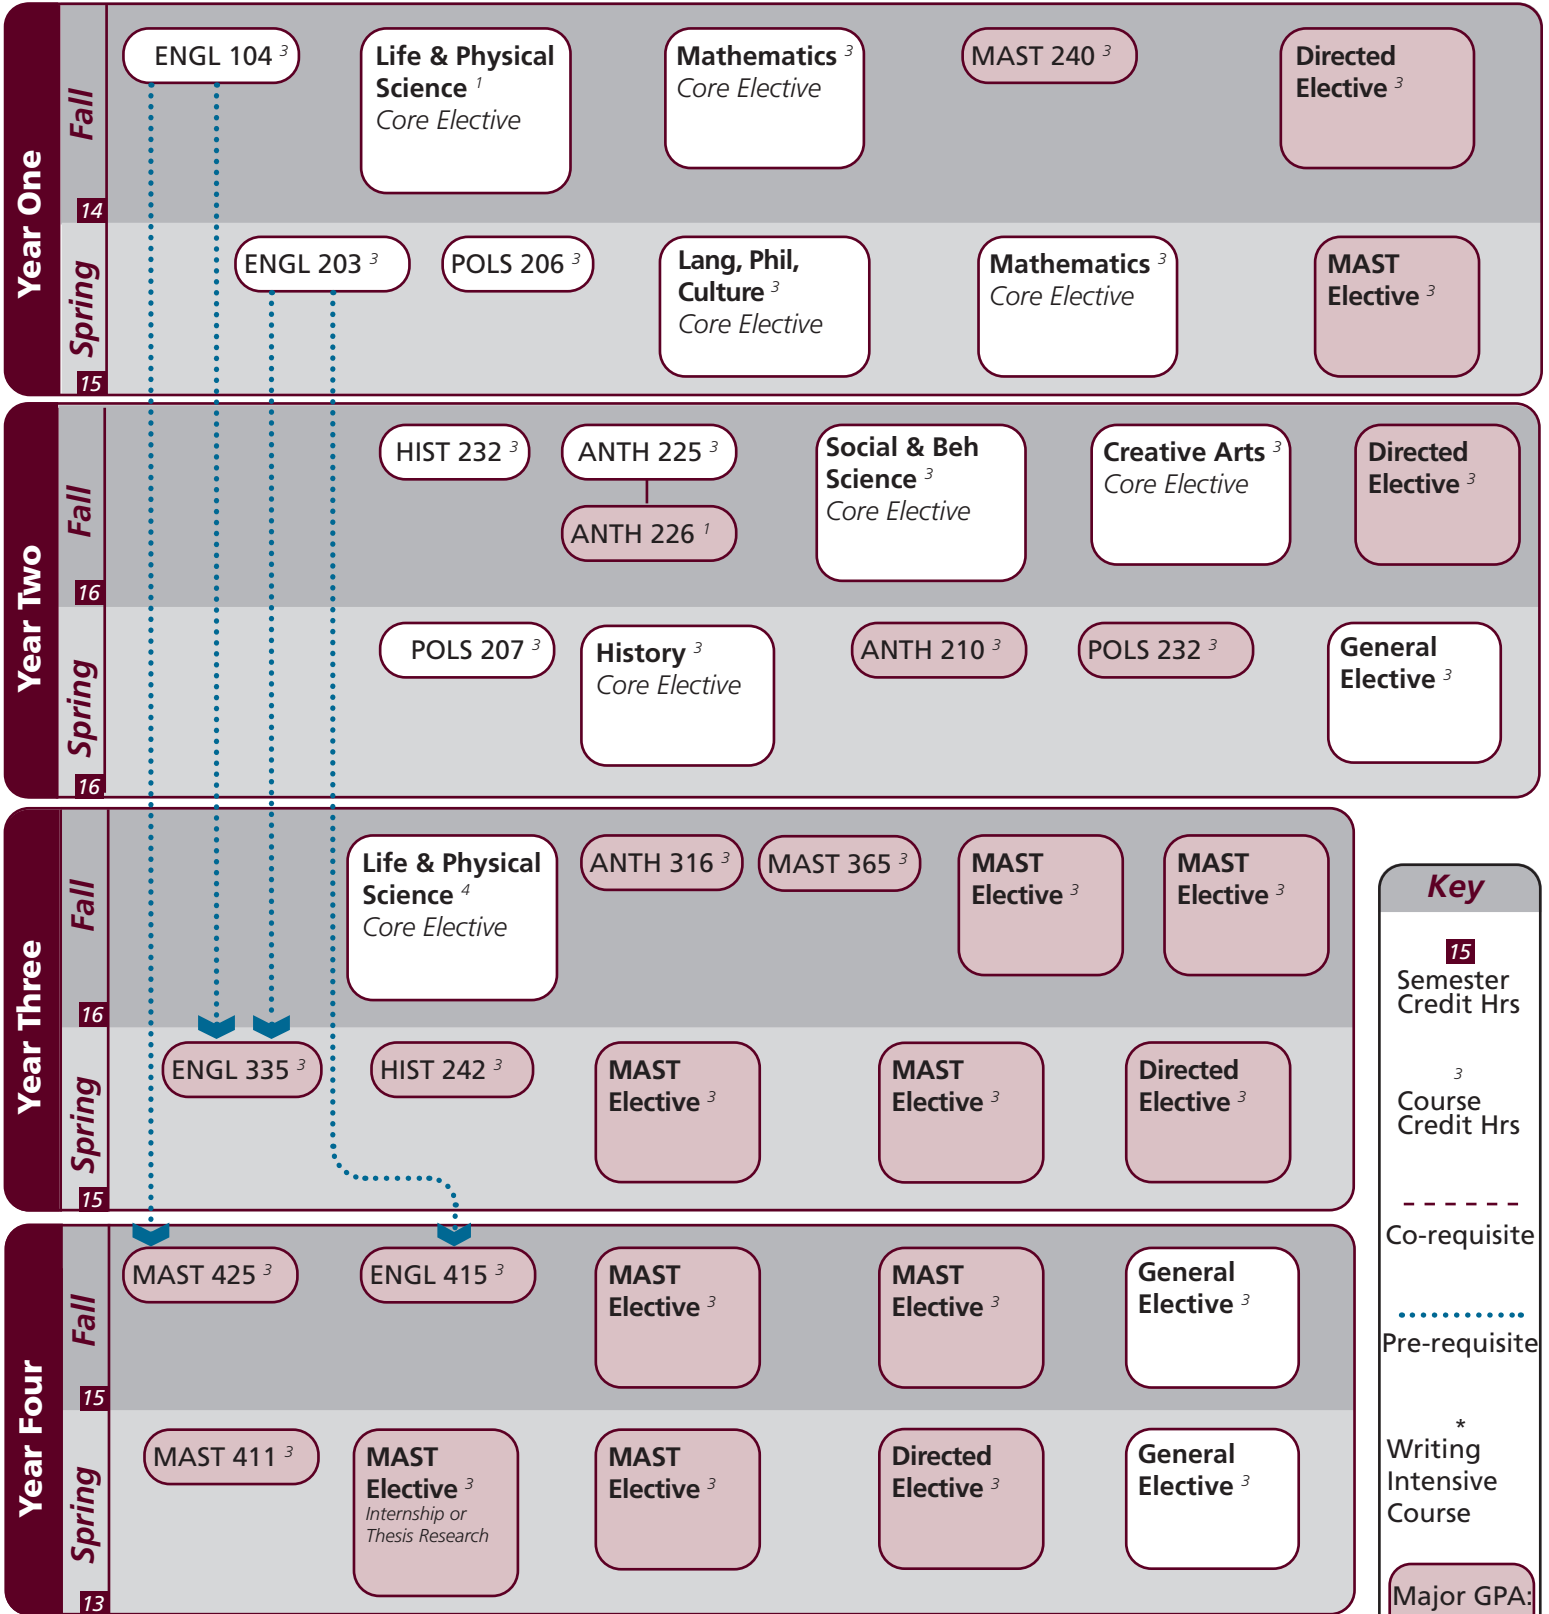 Year One
Fall
14
ENGL 104 3
Life & Physical
Science 1
Core Elective
Mathematics 3
Core Elective
MAST 240 3
Directed
Elective 3
Spring
15
ENGL 203 3
POLS 206 3
Lang, Phil,
Culture 3
Core Elective
Mathematics 3
Core Elective
MAST
Elective 3
Year Two
Fall
16
HIST 232 3
ANTH 225 3
ANTH 226 1
Social & Beh
Science 3
Core Elective
Creative Arts 3
Core Elective
Directed
Elective 3
Spring
16
POLS 207 3
History 3
Core Elective
ANTH 210 3
POLS 232 3
General
Elective 3
Year Three
Fall
16
Life & Physical
Science 4
Core Elective
ANTH 316 3
MAST 365 3
MAST
Elective 3
MAST
Elective 3
Spring
15
ENGL 335 3
HIST 242 3
MAST
Elective 3
MAST
Elective 3
Directed
Elective 3
Year Four
Fall
15
MAST 425 3
ENGL 415 3
MAST
Elective 3
MAST
Elective 3
General
Elective 3
Spring
13
MAST 411 3
MAST
Elective 3
Internship or
Thesis Research
MAST
Elective 3
Directed
Elective 3
General
Elective 3
Key
15
Semester
Credit Hrs
3
Course
Credit Hrs
Co-requisite
Pre-requisite
*
Writing
Intensive
Course
Major GPA: